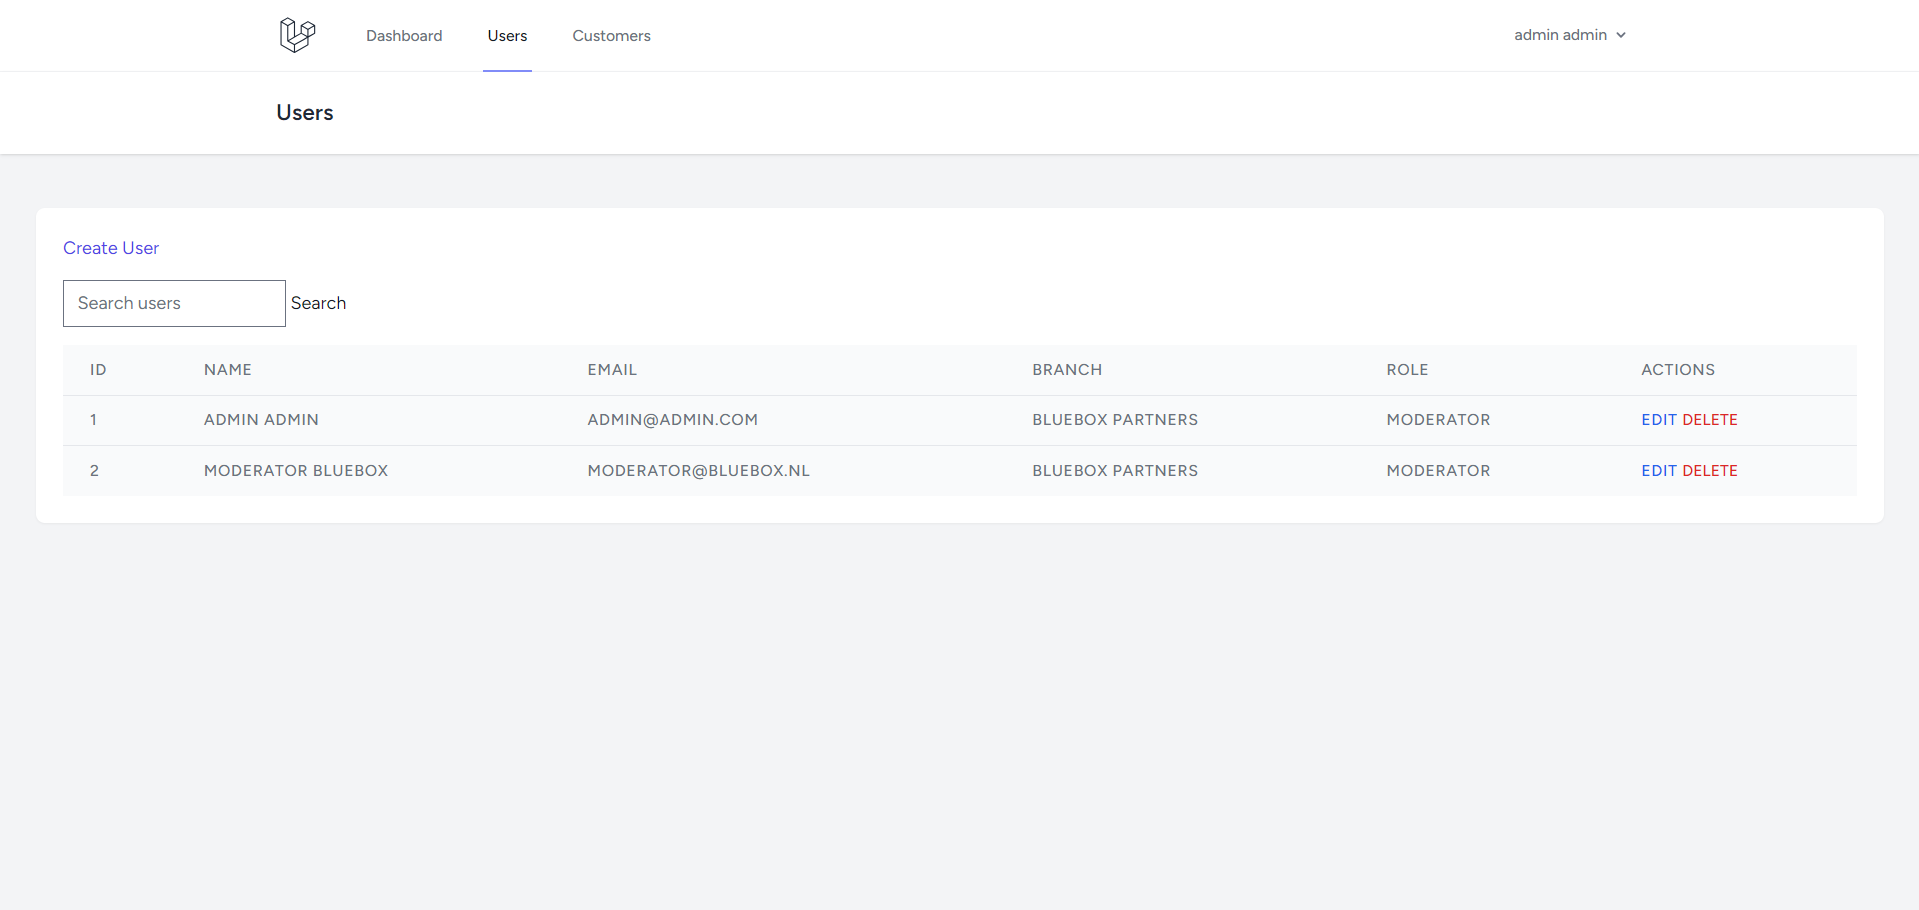 Dashboard Users Customers admin admin
Users
Create User
Search users Search
ID NAME EMAIL BRANCH ROLE ACTIONS
1 ADMIN ADMIN ADMIN@ADMIN.COM BLUEBOX PARTNERS MODERATOR EDIT DELETE
2 MODERATOR BLUEBOX MODERATOR@BLUEBOX.NL BLUEBOX PARTNERS MODERATOR EDIT DELETE